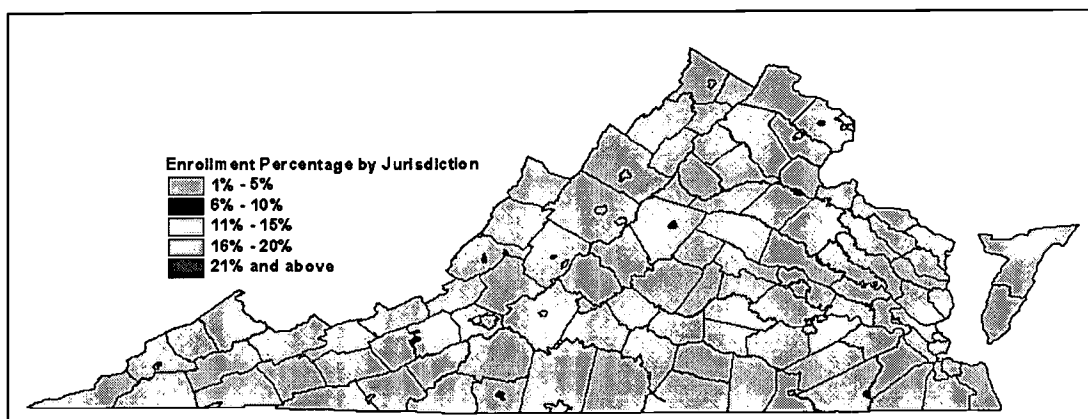 Enrollment Percentage by Jurisdiction
1% - 5%
6% - 10%
11% - 15%
16% - 20%
21% and above